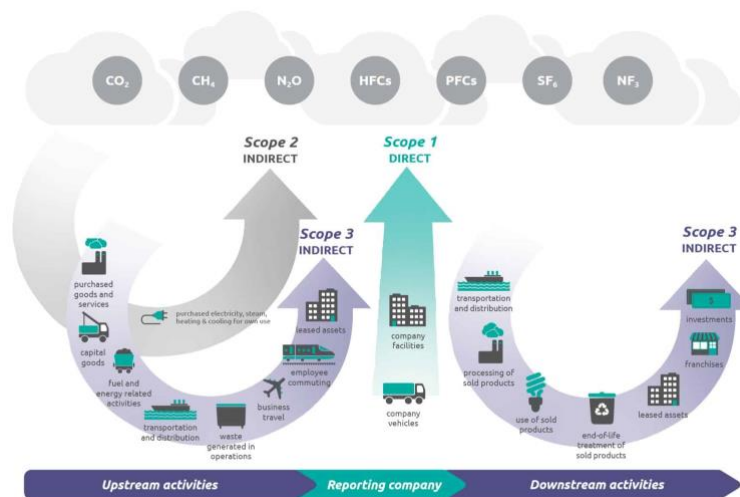 CO₂
CH₄
N₂O
HFCs
PFCs
SF₆
NF₃
Scope 2
INDIRECT
Scope 1
DIRECT
Scope 3
INDIRECT
Scope 3
INDIRECT
purchased
goods and
services
capital
goods
fuel and
energy related
activities
transportation
and distribution
waste
generated in
operations
business
travel
employee
commuting
leased assets
purchased electricity, steam,
heating & cooling for own use
company
facilities
company
vehicles
transportation
and distribution
processing of
sold products
use of sold
products
end-of-life
treatment of
sold products
leased assets
franchises
$
investments
Upstream activities
Reporting company
Downstream activities